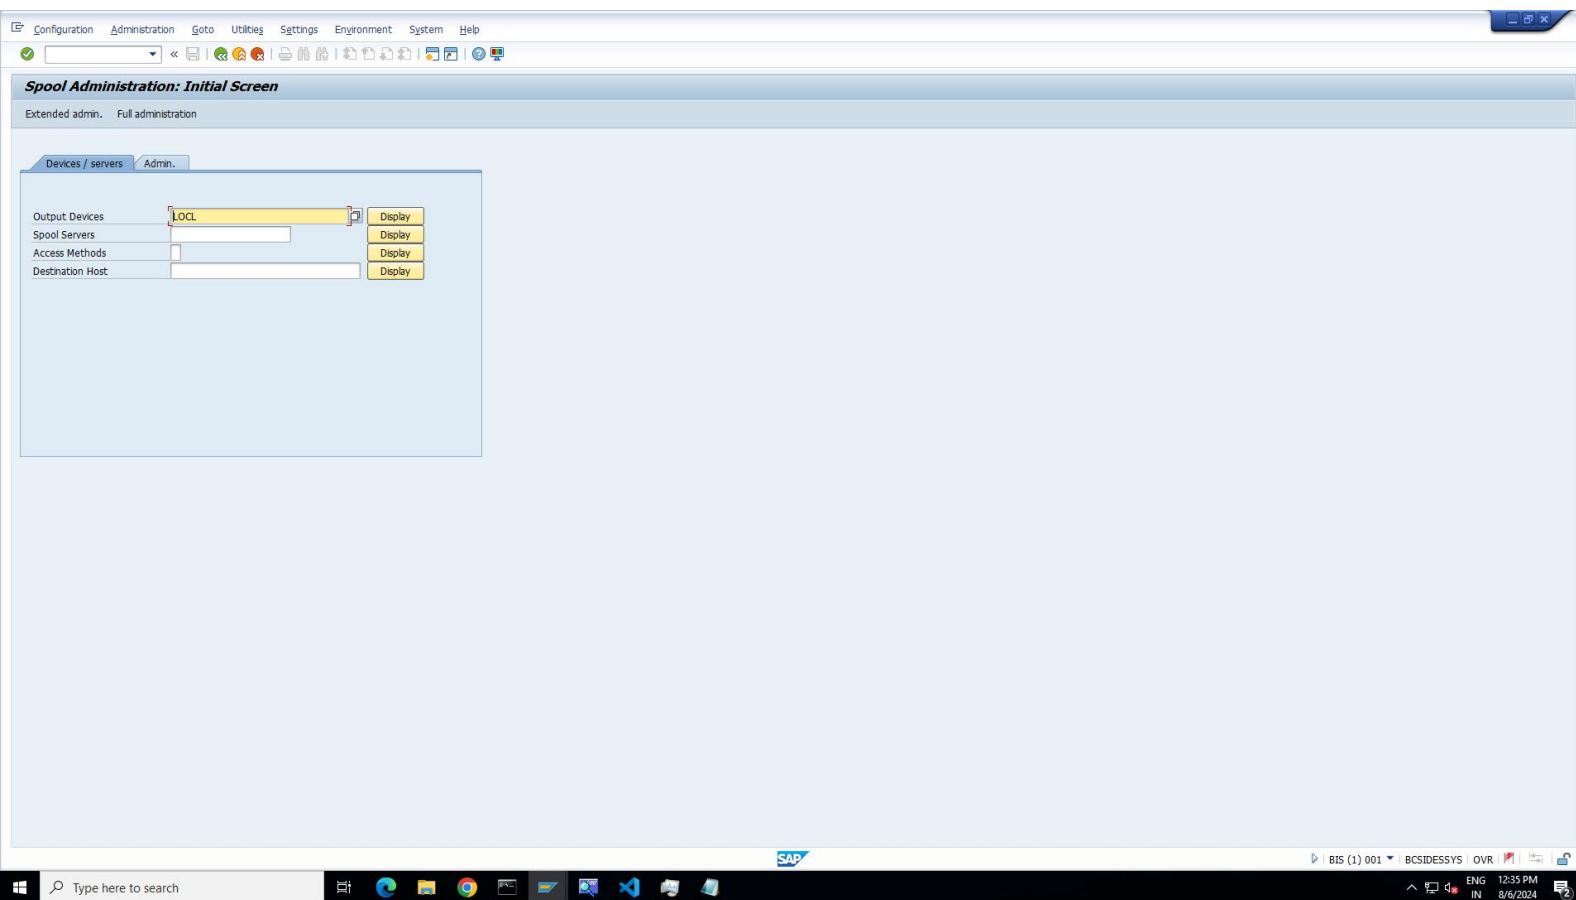 Configuration Administration Goto Utilities Settings Environment System Help
Spool Administration: Initial Screen
Extended admin. Full administration
Devices / servers Admin.
Output Devices LOCL Display
Spool Servers Display
Access Methods Display
Destination Host Display
SAP BIS (1) 001 BCSIDESSYS OVR
Type here to search
ENG 12:35 PM
IN 8/6/2024 2